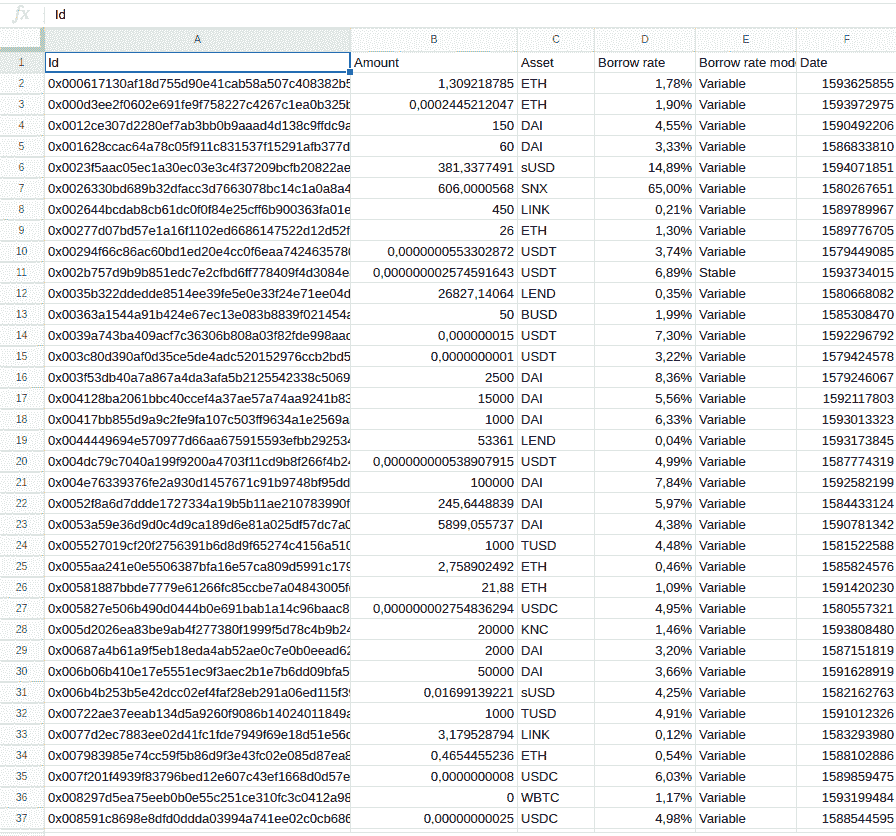 fx Id
A B C D E F
1 Id Amount Asset Borrow rate Borrow rate mod Date
2 0x000617130af18d755d90e41cab58a507c408382b5 1,309218785 ETH 1,78% Variable 1593625855
3 0x000d3ee2f0602e691fe9f758227c4267c1ea0b325b 0,0002445212047 ETH 1,90% Variable 1593972975
4 0x0012ce307d2280ef7ab3bb0b9aaad4d138c9ffdc9a 150 DAI 4,55% Variable 1590492206
5 0x001628ccac64a78c05f911c831537f15291afb377d 60 DAI 3,33% Variable 1586833810
6 0x0023f5aac05ec1a30ec03e3c4f37209bcfb20822ae 381,3377491 sUSD 14,89% Variable 1594071851
7 0x0026330bd689b32dfacc3d7663078bc14c1a0a8a4 606,0000568 SNX 65,00% Variable 1580267651
8 0x002644bcdab8cb61dc0f0f84e25cff6b900363fa01e 450 LINK 0,21% Variable 1589789967
9 0x00277d07bd57e1a16f1102ed6686147522d12d52f 26 ETH 1,30% Variable 1589776705
10 0x00294f66c86ac60bd1ed20e4cc0f6eaa7424635780 0,0000000553302872 USDT 3,74% Variable 1579449085
11 0x002b757d9b9b851edc7e2cfbd6ff778409f4d3084e 0,000000002574591643 USDT 6,89% Stable 1593734015
12 0x0035b322ddedde8514ee39fe5e0e33f24e71ee04d 26827,14064 LEND 0,35% Variable 1580668082
13 0x00363a1544a91b424e67ec13e083b8839f021454a 50 BUSD 1,99% Variable 1585308470
14 0x0039a743ba409acf7c36306b808a03f82fde998aac 0,000000015 USDT 7,30% Variable 1592296792
15 0x003c80d390af0d35ce5de4adc520152976ccb2bd5 0,0000000001 USDT 3,22% Variable 1579424578
16 0x003f53db40a7a867a4da3afa5b2125542338c5069 2500 DAI 8,36% Variable 1579246067
17 0x004128ba2061bbc40ccef4a37ae57a74aa9241b83 15000 DAI 5,56% Variable 1592117803
18 0x00417bb855d9a9c2fe9fa107c503ff9634a1e2569a 1000 DAI 6,33% Variable 1593013323
19 0x0044449694e570977d66aa675915593efbb292534 53361 LEND 0,04% Variable 1593173845
20 0x004dc79c7040a199f9200a4703f11cd9b8f266f4b24 0,000000000538907915 USDT 4,99% Variable 1587774319
21 0x004e76339376fe2a930d1457671c91b9748bf95dd 100000 DAI 7,84% Variable 1592582199
22 0x0052f8a6d7ddde1727334a19b5b11ae210783990f 245,6448839 DAI 5,97% Variable 1584433124
23 0x0053a59e36d9d0c4d9ca189d6e81a025df57dc7a0 5899,055737 DAI 4,38% Variable 1590781342
24 0x005527019cf20f2756391b6d8d9f65274c4156a510 1000 TUSD 4,48% Variable 1581522588
25 0x0055aa241e0e5506387bfa16e57ca809d5991c179 2,758902492 ETH 0,46% Variable 1585824576
26 0x00581887bbde7779e61266fc85ccbe7a04843005f 21,88 ETH 1,09% Variable 1591420230
27 0x005827e506b490d0444b0e691bab1a14c96baac8 0,000000002754836294 USDC 4,95% Variable 1580557321
28 0x005d2026ea83be9ab4f277380f1999f5d78c4b9b24 20000 KNC 1,46% Variable 1593808480
29 0x00687a4b61a9f5eb18eda4ab52ae0c7e0b0eead62 2000 DAI 3,20% Variable 1587151819
30 0x006b06b410e17e5551ec9f3aec2b1e7b6dd09bfa5 50000 DAI 3,66% Variable 1591628919
31 0x006b4b253b5e42dcc02ef4faf28eb291a06ed115f39 0,01699139221 sUSD 4,25% Variable 1582162763
32 0x00722ae37eeab134d5a9260f9086b14024011849a 1000 TUSD 4,91% Variable 1591012326
33 0x0077d2ec7883ee02d41fc1fde7949f69e18d51e56c 3,179528794 LINK 0,12% Variable 1583293980
34 0x007983985e74cc59f5b86d9f3e43fc02e085d87ea8 0,4654455236 ETH 0,54% Variable 1588102886
35 0x007f201f4939f83796bed12e607c43ef1668d0d57e 0,0000000008 USDC 6,03% Variable 1589859475
36 0x008297d5ea75eeb0b0e55c251ce310fc3c0412a98 0 WBTC 1,17% Variable 1593199484
37 0x008591c8698e8dfd0ddda03994a741ee02c0cb686 0,00000000025 USDC 4,98% Variable 1588544595